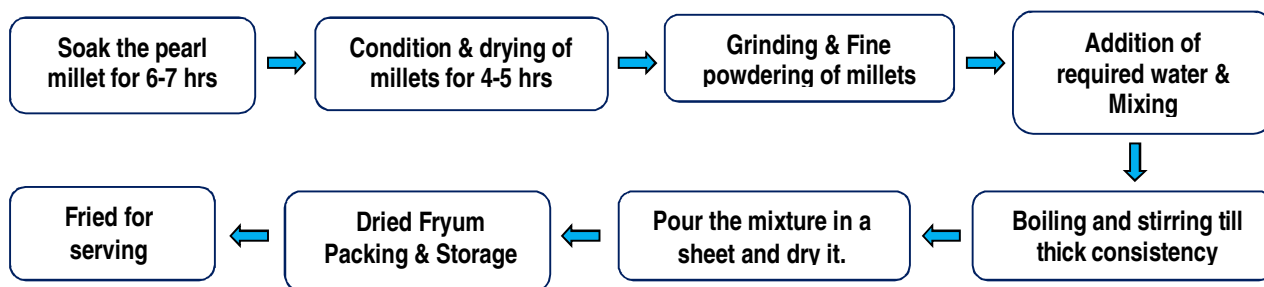 Soak the pearl
millet for 6-7 hrs
Condition & drying of
millets for 4-5 hrs
Grinding & Fine
powdering of millets
Addition of
required water &
Mixing
Boiling and stirring till
thick consistency
Pour the mixture in a
sheet and dry it.
Dried Fryum
Packing & Storage
Fried for
serving